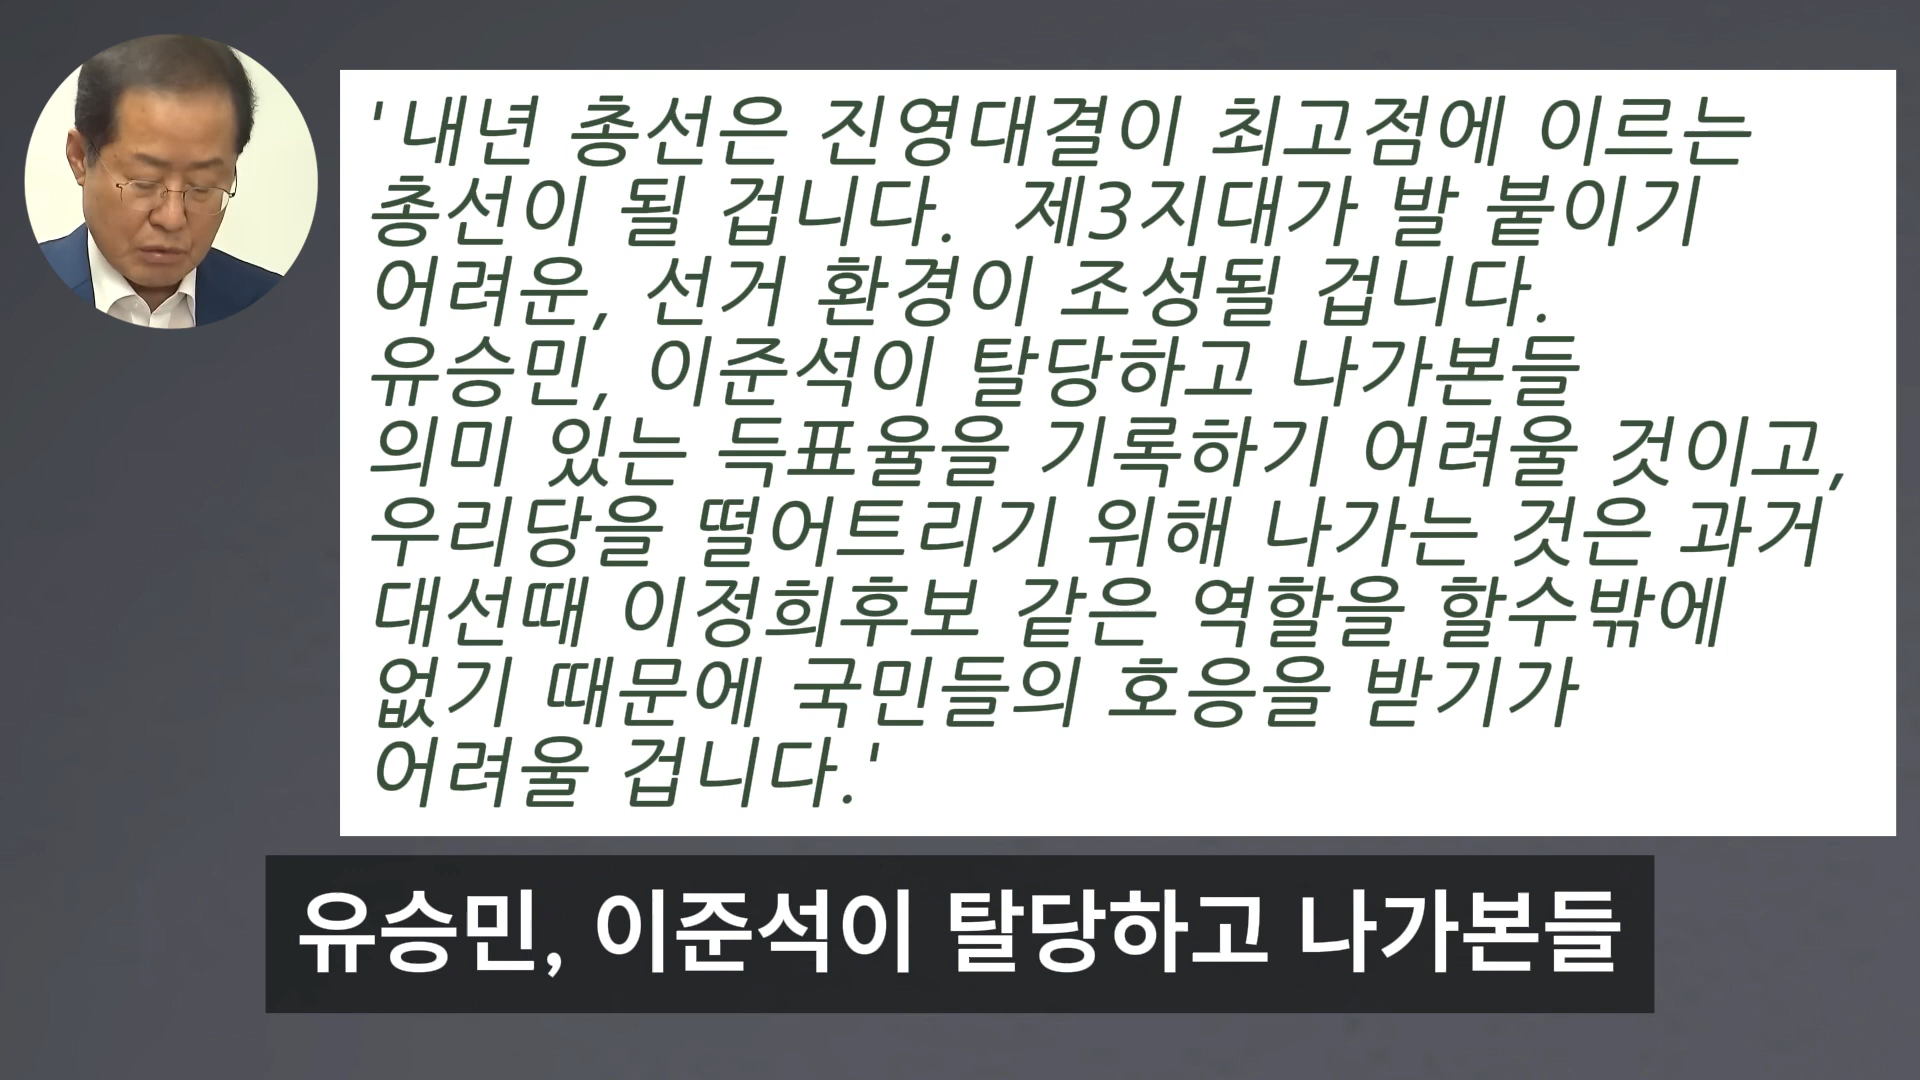 '내년 총선은 진영대결이 최고점에 이르는
총선이 될 겁니다. 제3지대가 발 붙이기
어려운, 선거 환경이 조성될 겁니다.
유승민, 이준석이 탈당하고 나가본들
의미 있는 득표율을 기록하기 어려울 것이고,
우리당을 떨어트리기 위해 나가는 것은 과거
대선때 이정희후보 같은 역할을 할수밖에
없기 때문에 국민들의 호응을 받기가
어려울 겁니다.'
유승민, 이준석이 탈당하고 나가본들